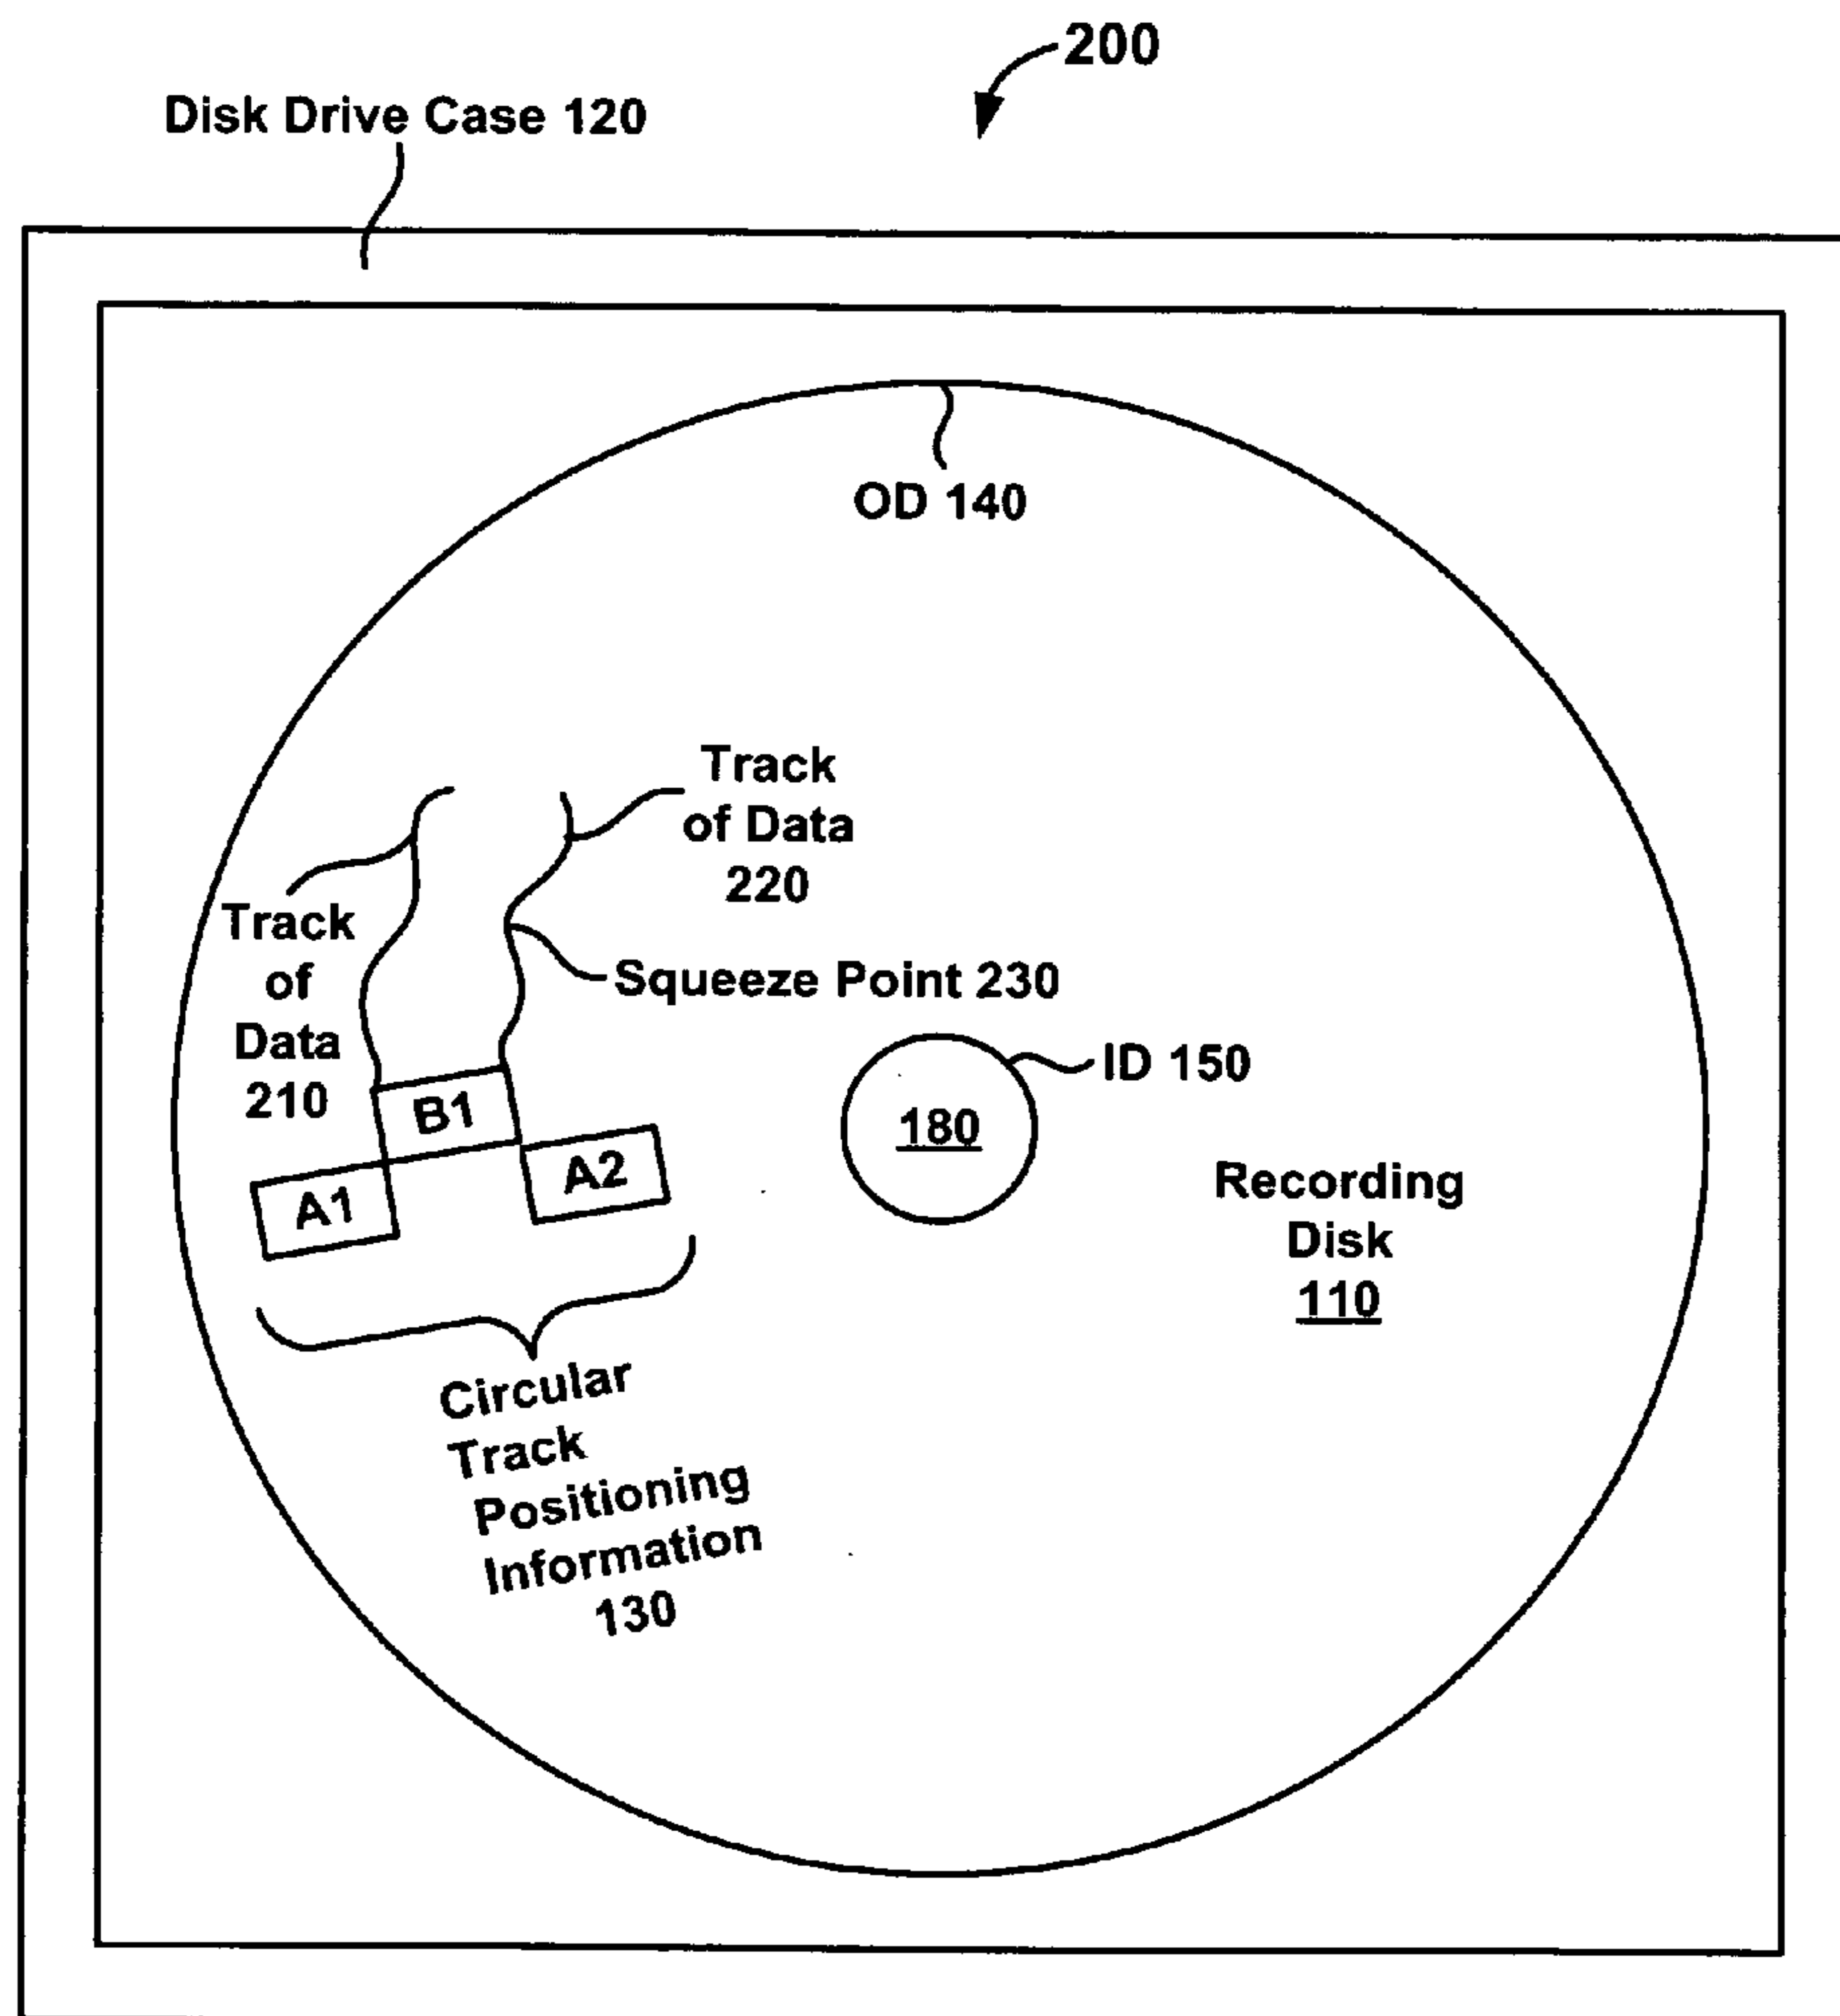 200
Disk Drive Case 120
OD 140
Track
of Data
220
Track
of
Data
210
Squeeze Point 230
ID 150
180
B1
A2
A1
Recording
Disk
110
Circular
Track
Positioning
Information
130